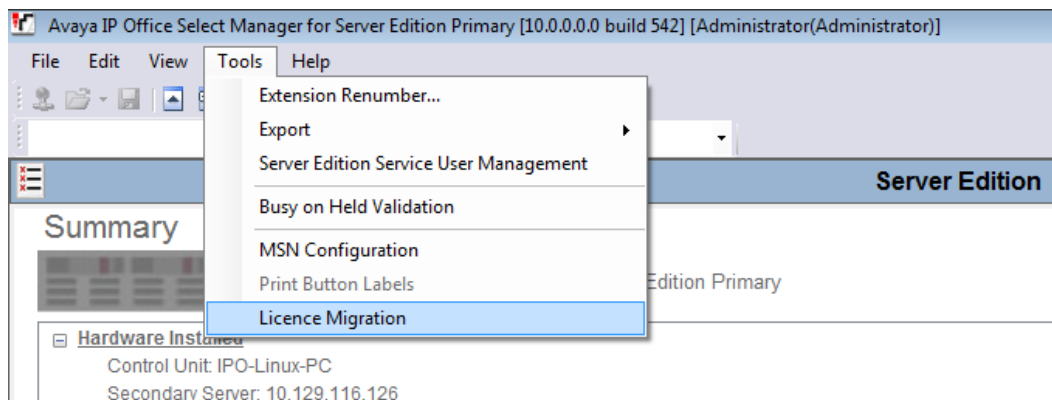 Avaya IP Office Select Manager for Server Edition Primary [10.0.0.0.0 build 542] [Administrator(Administrator)]
File Edit View Tools Help
Extension Renumber...
Export
Server Edition Service User Management
Busy on Held Validation
MSN Configuration
Print Button Labels
Licence Migration
Server Edition
Summary
Edition Primary
Hardware Installed
Control Unit: IPO-Linux-PC
Secondary Server: 10.129.116.126